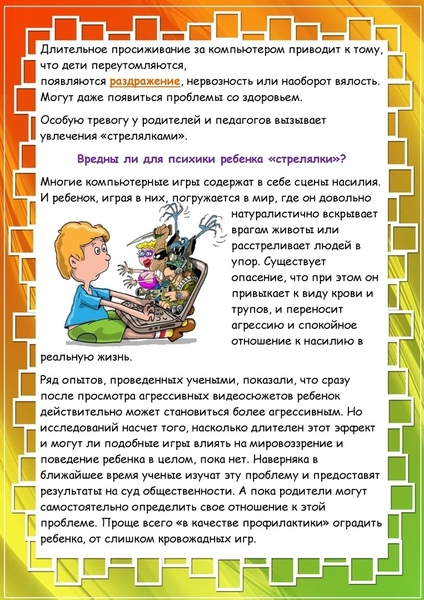 Длительное просиживание за компьютером приводит к тому,
что дети переутомляются,
появляются раздражение, нервозность или наоборот вялость.
Могут даже появиться проблемы со здоровьем.
Особую тревогу у родителей и педагогов вызывает
увлечения «стрелялками».
Вредны ли для психики ребенка «стрелялки»?
Многие компьютерные игры содержат в себе сцены насилия.
И ребенок, играя в них, погружается в мир, где он довольно
натуралистично вскрывает
врагам животы или
расстреливает людей в
упор. Существует
опасение, что при этом он
привыкает к виду крови и
трупов, и переносит
агрессию и спокойное
отношение к насилию в
реальную жизнь.
Ряд опытов, проведенных учеными, показали, что сразу
после просмотра агрессивных видеосюжетов ребенок
действительно может становиться более агрессивным. Но
исследований насчет того, насколько длителен этот эффект
и могут ли подобные игры влиять на мировоззрение и
поведение ребенка в целом, пока нет. Наверняка в
ближайшее время ученые изучат эту проблему и предоставят
результаты на суд общественности. А пока родители могут
самостоятельно определить свое отношение к этой
проблеме. Проще всего «в качестве профилактики» оградить
ребенка, от слишком кровожадных игр.